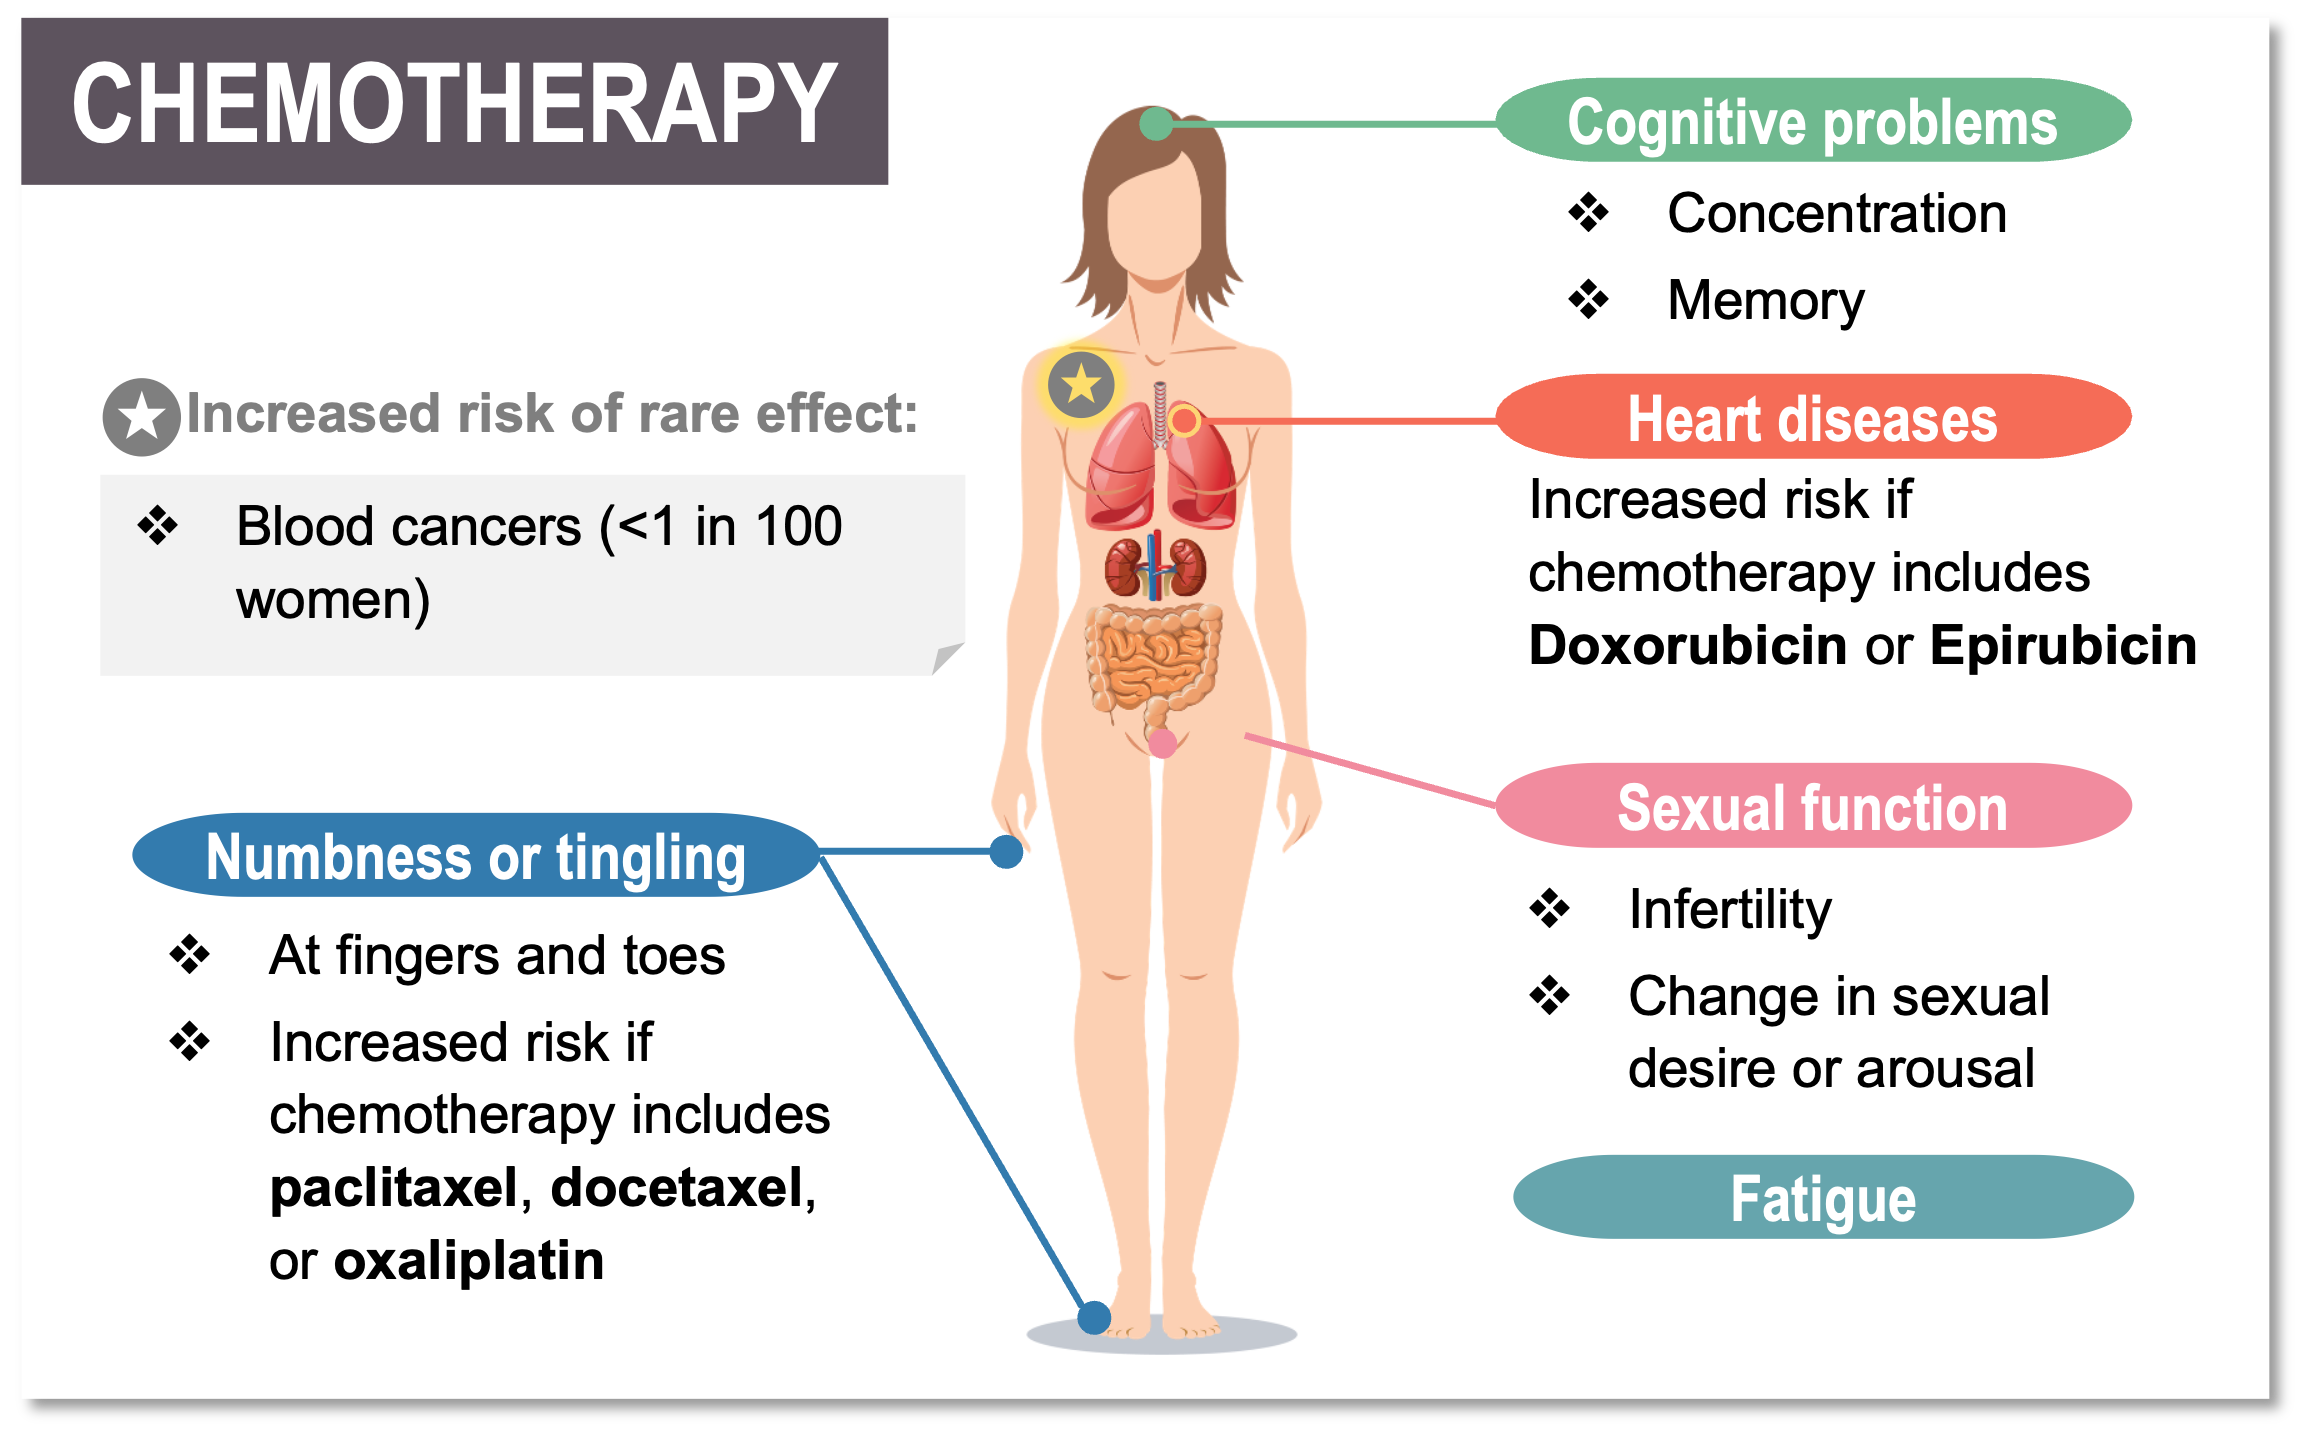 CHEMOTHERAPY
Increased risk of rare effect:
❖ Blood cancers (<1 in 100
women)
Numbness or tingling
❖ At fingers and toes
❖ Increased risk if
chemotherapy includes
paclitaxel, docetaxel,
or oxaliplatin
Cognitive problems
❖ Concentration
❖ Memory
Heart diseases
Increased risk if
chemotherapy includes
Doxorubicin or Epirubicin
Sexual function
❖ Infertility
❖ Change in sexual
desire or arousal
Fatigue